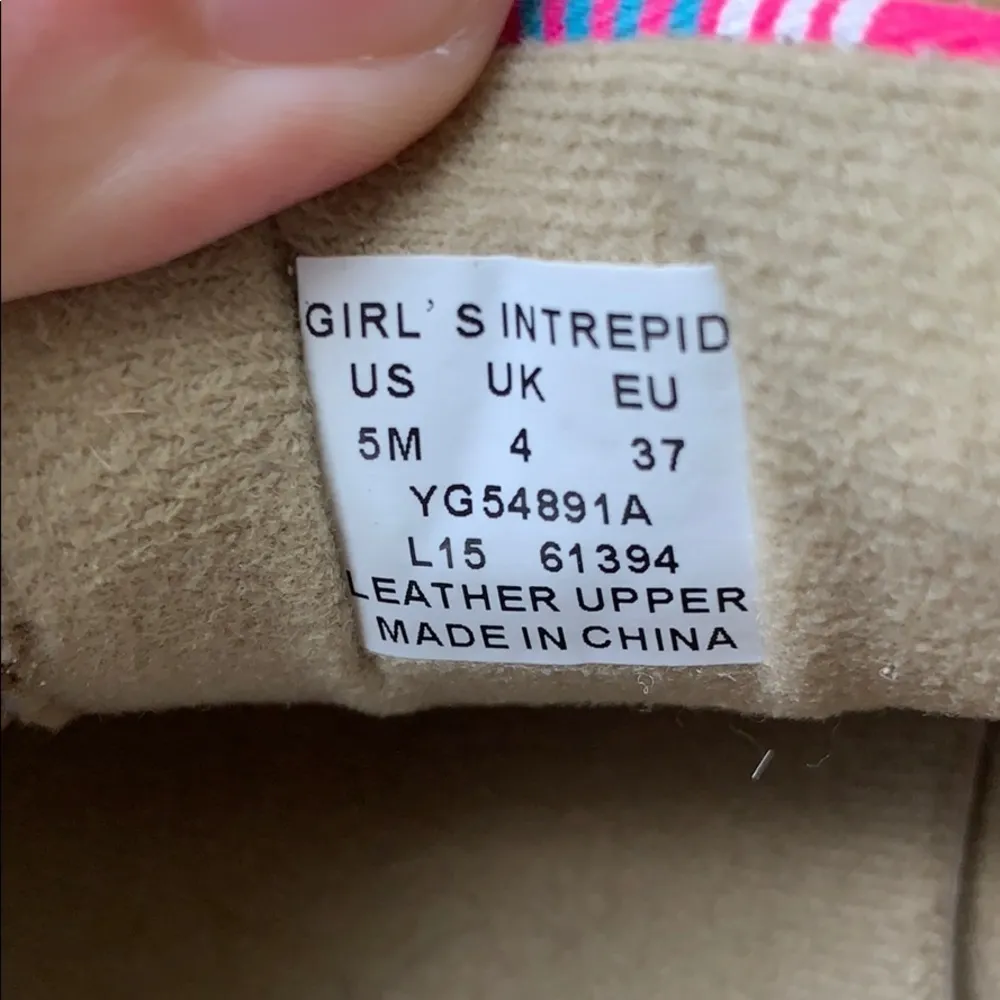 GIRL'S INTREPID
US UK EU
5M 4 37
YG54891A
L15 61394
LEATHER UPPER
MADE IN CHINA